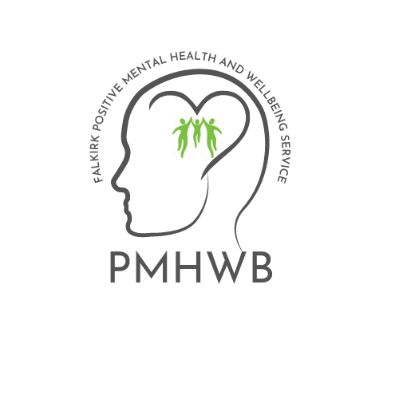 FALKIRK POSITIVE MENTAL HEALTH AND WELLBEING SERVICE
PMHWB